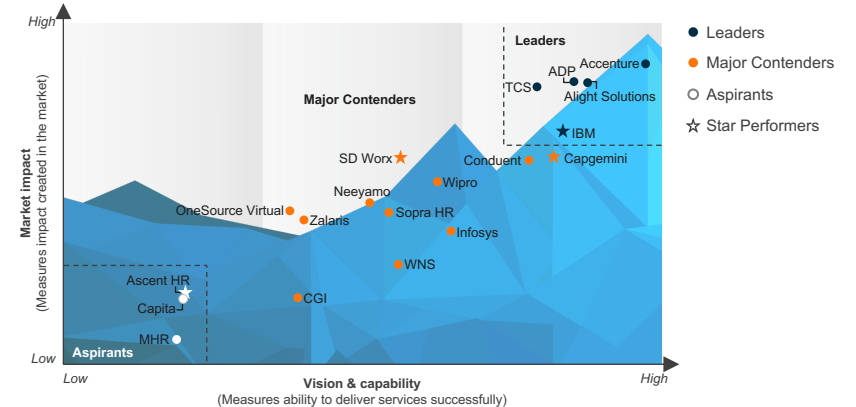 High
Leaders
Leaders
Accenture
Major Contenders
ADP
TCS
Aspirants
Alight Solutions
Major Contenders
Star Performers
IBM
SD Worx
Conduent
Capgemini
Wipro
Neeyamo
OneSource Virtual
Zalaris
Sopra HR
Infosys
WNS
Ascent HR
Capita
CGI
MHR
Aspirants
Market impact
(Measures impact created in the market)
Low
Low
Vision & capability
High
(Measures ability to deliver services successfully)